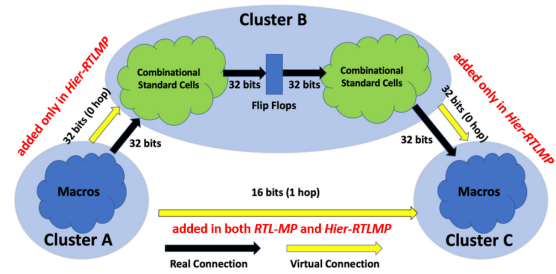 Cluster B
added only in Hier-RTLMP
32 bits (0 hop)
Combinational
Standard Cells
32 bits
Flip Flops
32 bits
Combinational
Standard Cells
32 bits (0 hop)
added only in Hier-RTLMP
32 bits
32 bits
Macros
Cluster A
16 bits (1 hop)
added in both RTL-MP and Hier-RTLMP
Real Connection
Virtual Connection
Macros
Cluster C